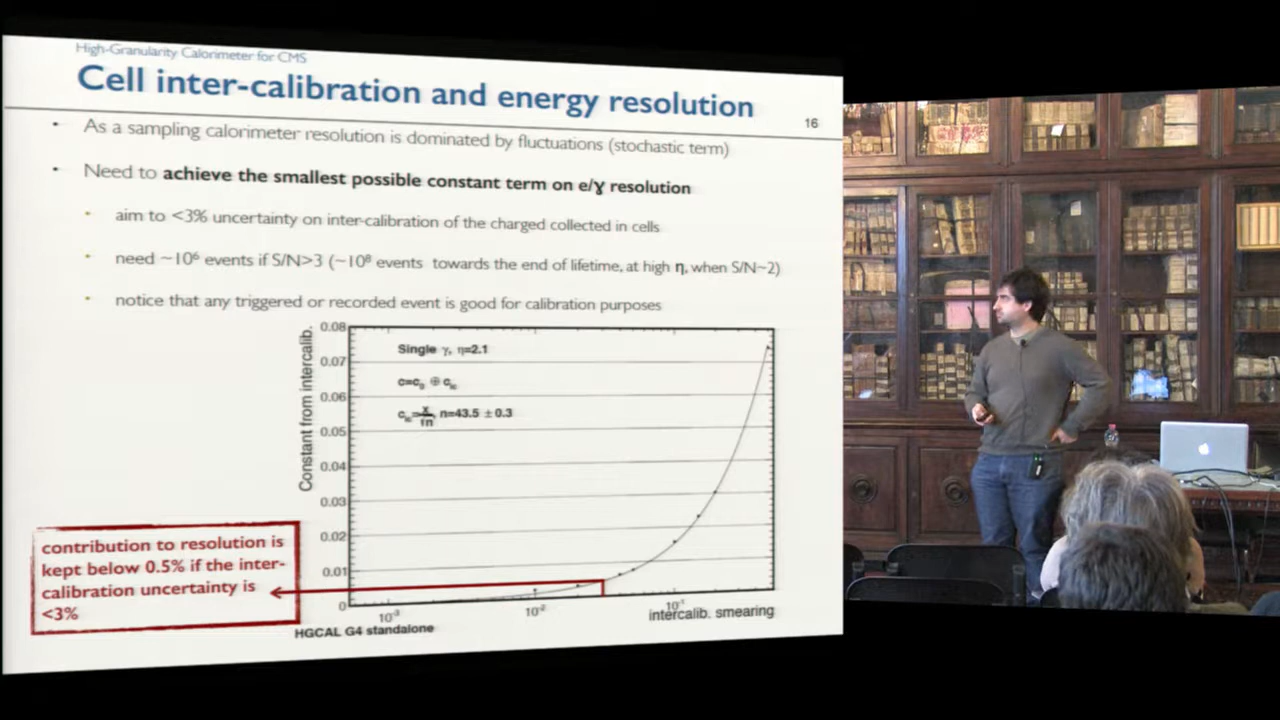 High-Granularity Calorimeter for CMS
Cell inter-calibration and energy resolution
16
• As a sampling calorimeter resolution is dominated by fluctuations (stochastic term)
• Need to achieve the smallest possible constant term on e/γ resolution
• aim to <3% uncertainty on inter-calibration of the charged collected in cells
• need ~10⁶ events if S/N>3 (~10⁸ events towards the end of lifetime, at high η, when S/N~2)
• notice that any triggered or recorded event is good for calibration purposes
Constant from intercalib.
0.08
0.07
0.06
0.05
0.04
0.03
0.02
0.01
0
Single γ, η=2.1
c=c₀ ⊕ c_ic
n=43.5 ± 0.3
contribution to resolution is
kept below 0.5% if the inter-
calibration uncertainty is
<3%
10⁻³
10⁻²
10⁻¹
intercalib. smearing
HGCAL G4 standalone